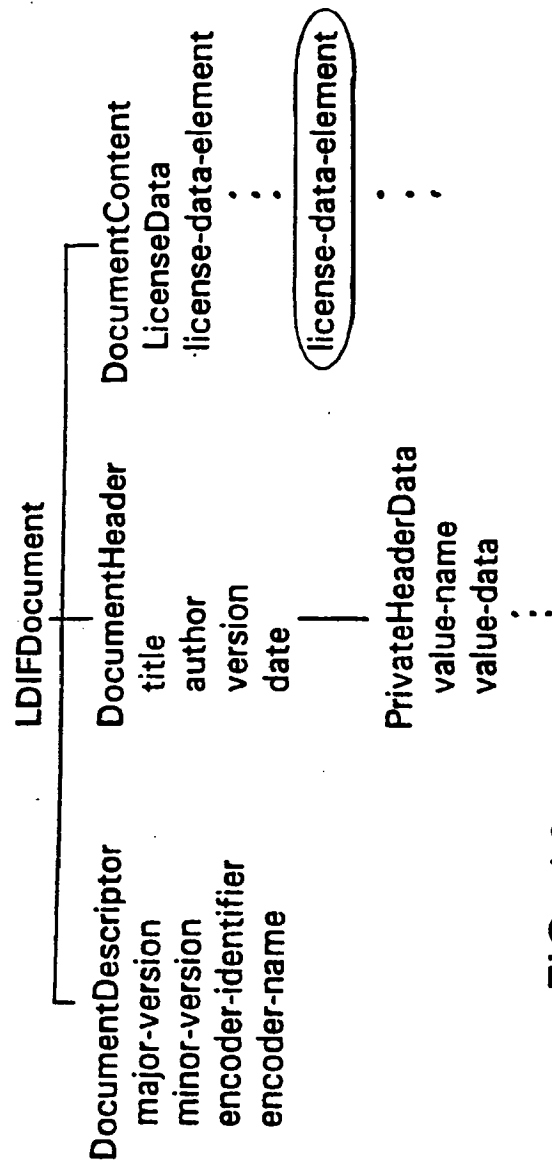 LDIFDocument
DocumentDescriptor
major-version
minor-version
encoder-identifier
encoder-name
DocumentHeader
title
author
version
date
PrivateHeaderData
value-name
value-data
DocumentContent
LicenseData
license-data-element
license-data-element